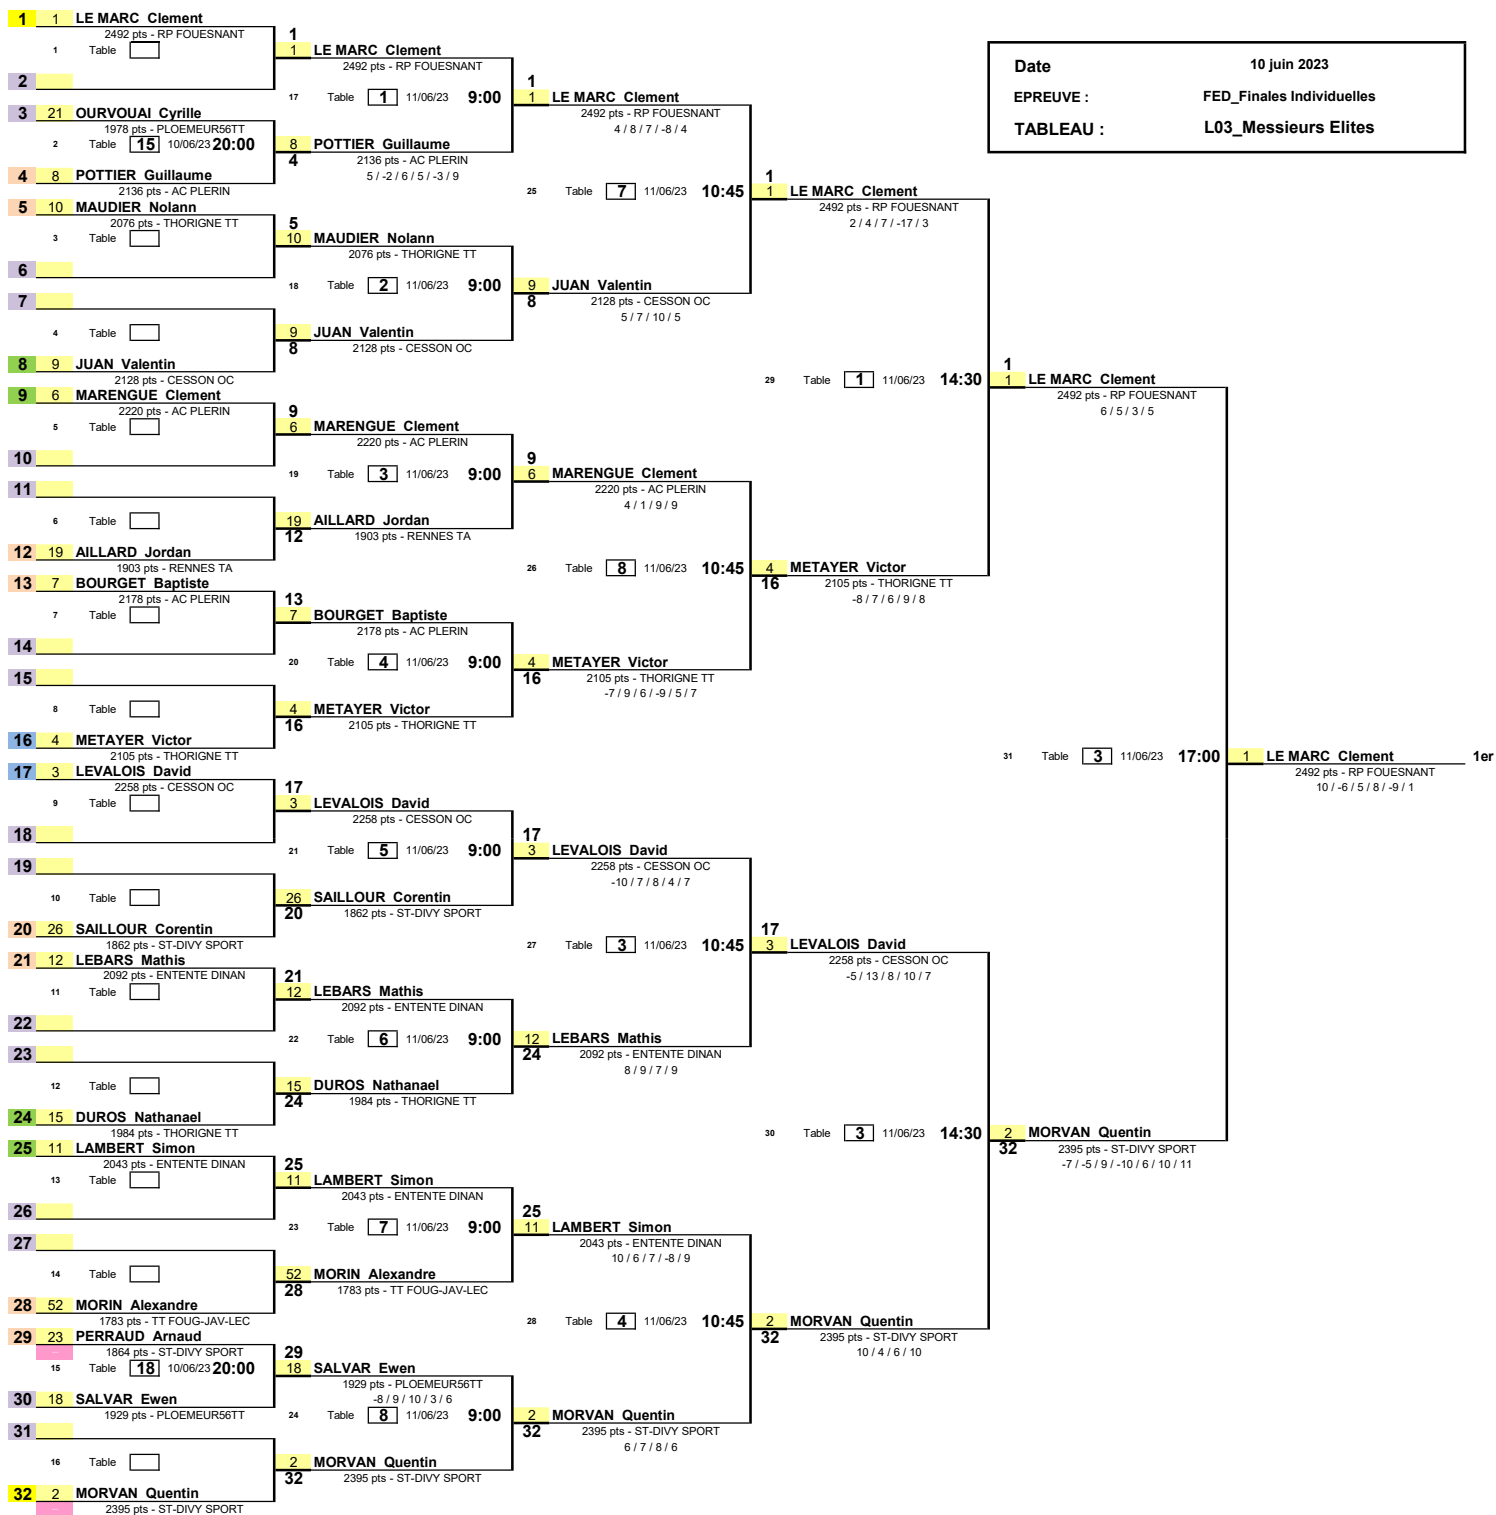 Date 10 juin 2023
EPREUVE : FED_Finales Individuelles
TABLEAU : L03_Messieurs Elites
1 1 LE MARC Clement
2492 pts - RP FOUESNANT
1 Table
2
3 21 OURVOUAI Cyrille
1978 pts - PLOEMEUR56TT
2 Table 15 10/06/23 20:00
4 8 POTTIER Guillaume
2136 pts - AC PLERIN
5 10 MAUDIER Nolann
2076 pts - THORIGNE TT
3 Table
6
7
4 Table
8 9 JUAN Valentin
2128 pts - CESSON OC
9 6 MARENGUE Clement
2220 pts - AC PLERIN
5 Table
10
11
6 Table
12 19 AILLARD Jordan
1903 pts - RENNES TA
13 7 BOURGET Baptiste
2178 pts - AC PLERIN
7 Table
14
15
8 Table
16 4 METAYER Victor
2105 pts - THORIGNE TT
17 3 LEVALOIS David
2258 pts - CESSON OC
9 Table
18
19
10 Table
20 26 SAILLOUR Corentin
1862 pts - ST-DIVY SPORT
21 12 LEBARS Mathis
2092 pts - ENTENTE DINAN
11 Table
22
23
12 Table
24 15 DUROS Nathanael
1984 pts - THORIGNE TT
25 11 LAMBERT Simon
2043 pts - ENTENTE DINAN
13 Table
26
27
14 Table
28 52 MORIN Alexandre
1783 pts - TT FOUG-JAV-LEC
29 23 PERRAUD Arnaud
1864 pts - ST-DIVY SPORT
15 Table 18 10/06/23 20:00
30 18 SALVAR Ewen
1929 pts - PLOEMEUR56TT
31
16 Table
32 2 MORVAN Quentin
2395 pts - ST-DIVY SPORT
1
1 LE MARC Clement
2492 pts - RP FOUESNANT
17 Table 1 11/06/23 9:00
8 POTTIER Guillaume
4
2136 pts - AC PLERIN
5 / -2 / 6 / 5 / -3 / 9
5
10 MAUDIER Nolann
2076 pts - THORIGNE TT
18 Table 2 11/06/23 9:00
9 JUAN Valentin
8
2128 pts - CESSON OC
9
6 MARENGUE Clement
2220 pts - AC PLERIN
19 Table 3 11/06/23 9:00
19 AILLARD Jordan
12
1903 pts - RENNES TA
13
7 BOURGET Baptiste
2178 pts - AC PLERIN
20 Table 4 11/06/23 9:00
4 METAYER Victor
16
2105 pts - THORIGNE TT
17
3 LEVALOIS David
2258 pts - CESSON OC
21 Table 5 11/06/23 9:00
26 SAILLOUR Corentin
20
1862 pts - ST-DIVY SPORT
21
12 LEBARS Mathis
2092 pts - ENTENTE DINAN
22 Table 6 11/06/23 9:00
15 DUROS Nathanael
24
1984 pts - THORIGNE TT
25
11 LAMBERT Simon
2043 pts - ENTENTE DINAN
23 Table 7 11/06/23 9:00
52 MORIN Alexandre
28
1783 pts - TT FOUG-JAV-LEC
29
18 SALVAR Ewen
1929 pts - PLOEMEUR56TT
-8 / 9 / 10 / 3 / 6
24 Table 8 11/06/23 9:00
2 MORVAN Quentin
32
2395 pts - ST-DIVY SPORT
1
1 LE MARC Clement
2492 pts - RP FOUESNANT
4 / 8 / 7 / -8 / 4
25 Table 7 11/06/23 10:45
9 JUAN Valentin
8
2128 pts - CESSON OC
5 / 7 / 10 / 5
9
6 MARENGUE Clement
2220 pts - AC PLERIN
4 / 1 / 9 / 9
26 Table 8 11/06/23 10:45
4 METAYER Victor
16
2105 pts - THORIGNE TT
-7 / 9 / 6 / -9 / 5 / 7
17
3 LEVALOIS David
2258 pts - CESSON OC
-10 / 7 / 8 / 4 / 7
27 Table 3 11/06/23 10:45
12 LEBARS Mathis
24
2092 pts - ENTENTE DINAN
8 / 9 / 7 / 9
25
11 LAMBERT Simon
2043 pts - ENTENTE DINAN
10 / 6 / 7 / -8 / 9
28 Table 4 11/06/23 10:45
2 MORVAN Quentin
32
2395 pts - ST-DIVY SPORT
6 / 7 / 8 / 6
1
1 LE MARC Clement
2492 pts - RP FOUESNANT
2 / 4 / 7 / -17 / 3
29 Table 1 11/06/23 14:30
4 METAYER Victor
16
2105 pts - THORIGNE TT
-8 / 7 / 6 / 9 / 8
17
3 LEVALOIS David
2258 pts - CESSON OC
-5 / 13 / 8 / 10 / 7
30 Table 3 11/06/23 14:30
2 MORVAN Quentin
32
2395 pts - ST-DIVY SPORT
10 / 4 / 6 / 10
1
1 LE MARC Clement
2492 pts - RP FOUESNANT
6 / 5 / 3 / 5
31 Table 3 11/06/23 17:00
2 MORVAN Quentin
32
2395 pts - ST-DIVY SPORT
-7 / -5 / 9 / -10 / 6 / 10 / 11
1 LE MARC Clement 1er
2492 pts - RP FOUESNANT
10 / -6 / 5 / 8 / -9 / 1